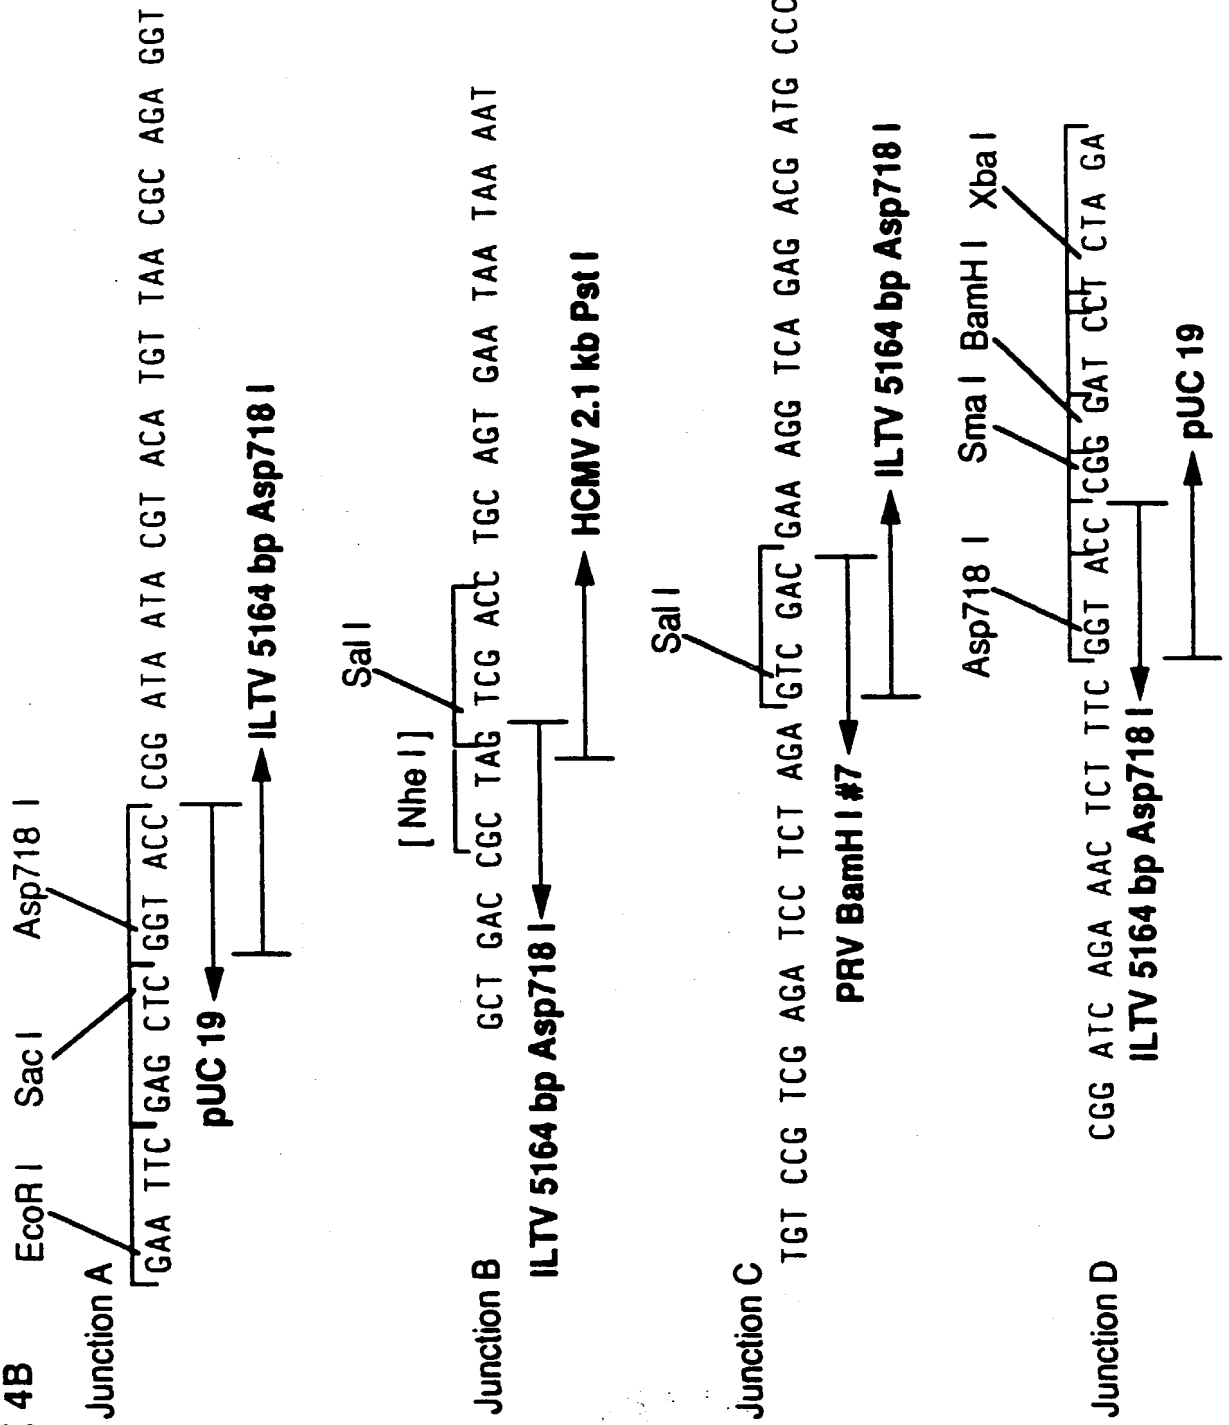 4B
Junction A
EcoR I Sac I Asp718 I
GAA TTC GAG CTC GGT ACC CGG ATA ATA CGT ACA TGT TAA CGC AGA GGT
pUC 19
ILTV 5164 bp Asp718 I
Junction B
[Nhe I] Sal I
GCT GAC CGC TAG TCG ACC TGC AGT GAA TAA TAA AAT
ILTV 5164 bp Asp718 I
HCMV 2.1 kb Pst I
Junction C
Sal I
TGT CCG TCG AGA TCC TCT AGA GTC GAC GAA AGG TCA GAG ACG ATG CCC
PRV BamH I #7
ILTV 5164 bp Asp718 I
Junction D
Asp718 I Sma I BamH I Xba I
CGG ATC AGA AAC TCT TTC GGT ACC CGG GAT CCT CTA GA
ILTV 5164 bp Asp718 I
pUC 19